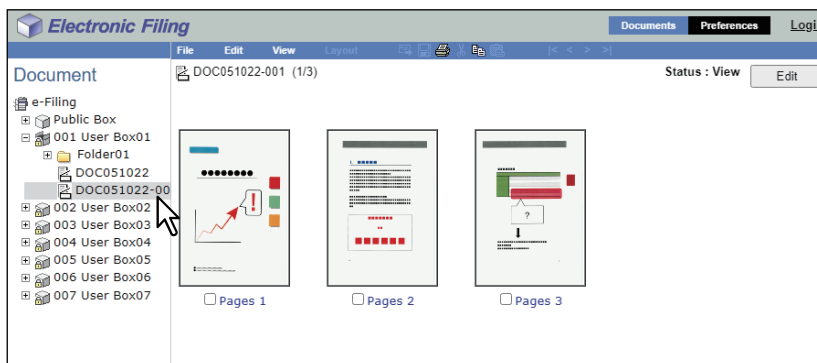 Electronic Filing
Documents Preferences Logi
File Edit View Layout |< < > >|
Document
DOC051022-001 (1/3)
Status : View Edit
e-Filing
Public Box
001 User Box01
Folder01
DOC051022
DOC051022-00
002 User Box02
003 User Box03
004 User Box04
005 User Box05
006 User Box06
007 User Box07
!
?
Pages 1 Pages 2 Pages 3